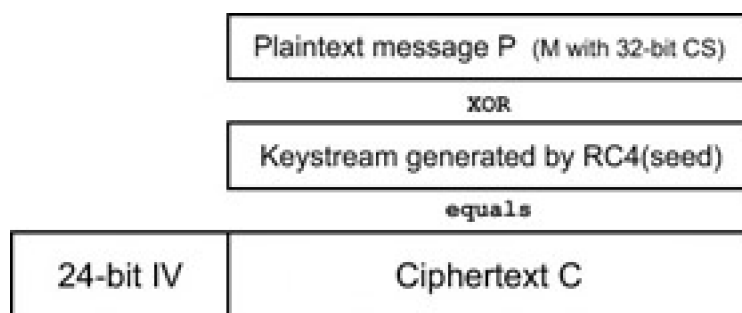 Plaintext message P (M with 32-bit CS)
XOR
Keystream generated by RC4(seed)
equals
24-bit IV Ciphertext C